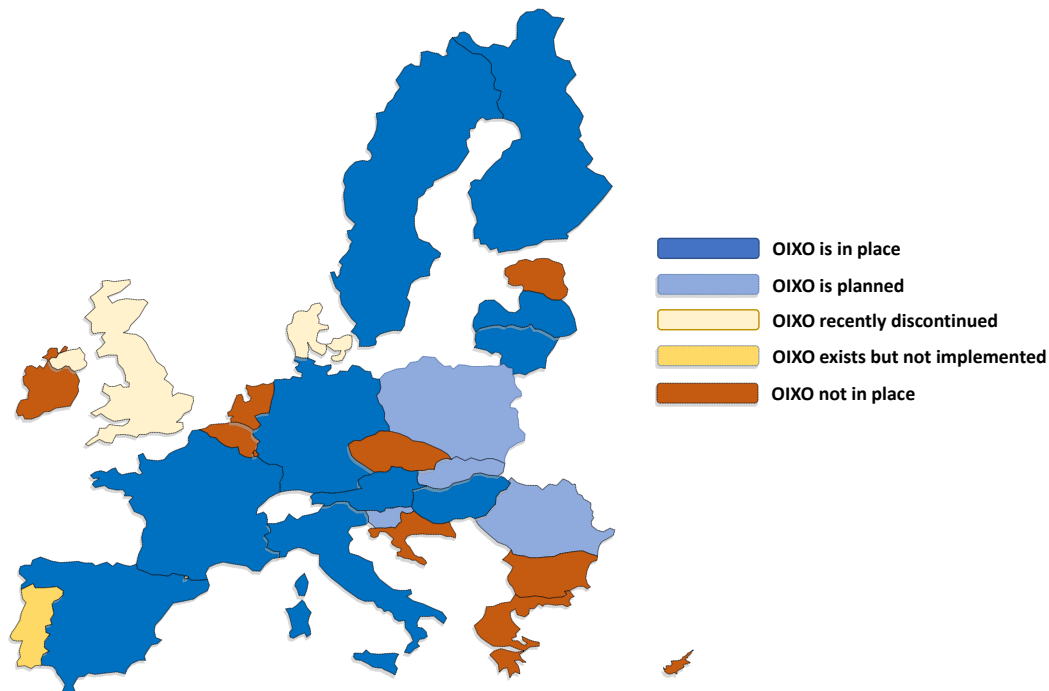 OIXO is in place
OIXO is planned
OIXO recently discontinued
OIXO exists but not implemented
OIXO not in place